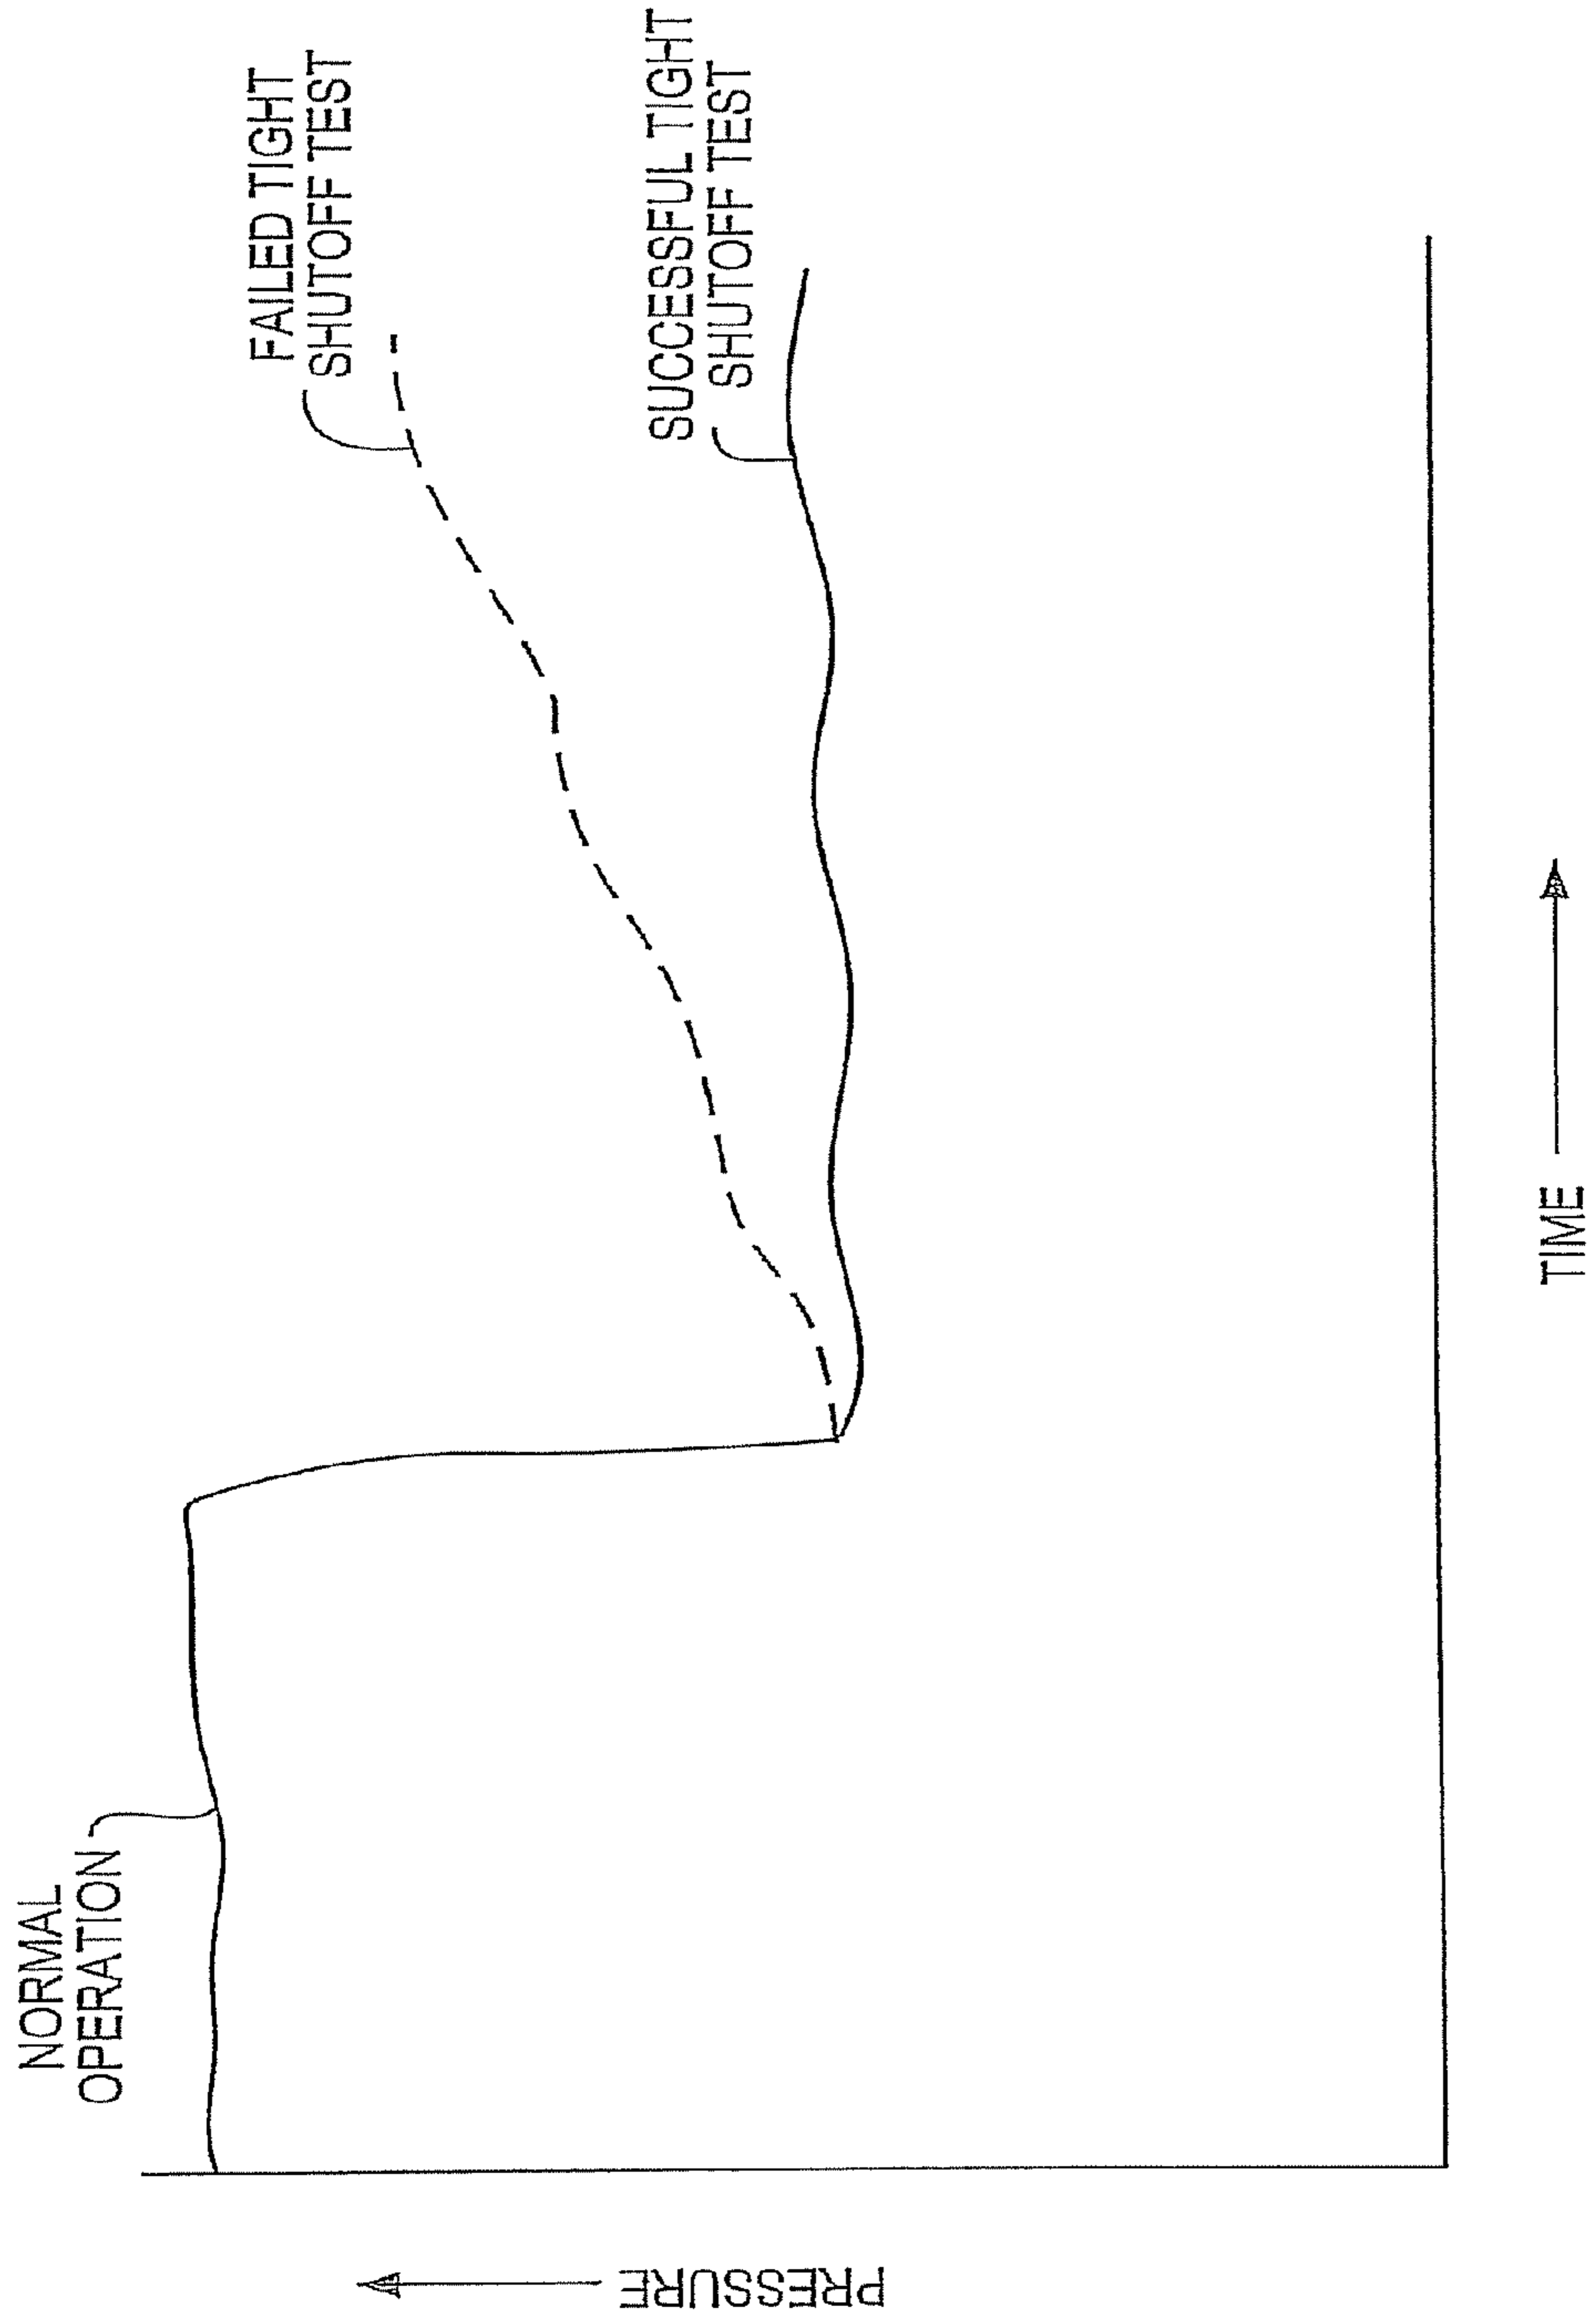 NORMAL
OPERATION
FAILED TIGHT
SHUTOFF TEST
SUCCESSFUL TIGHT
SHUTOFF TEST
PRESSURE
TIME